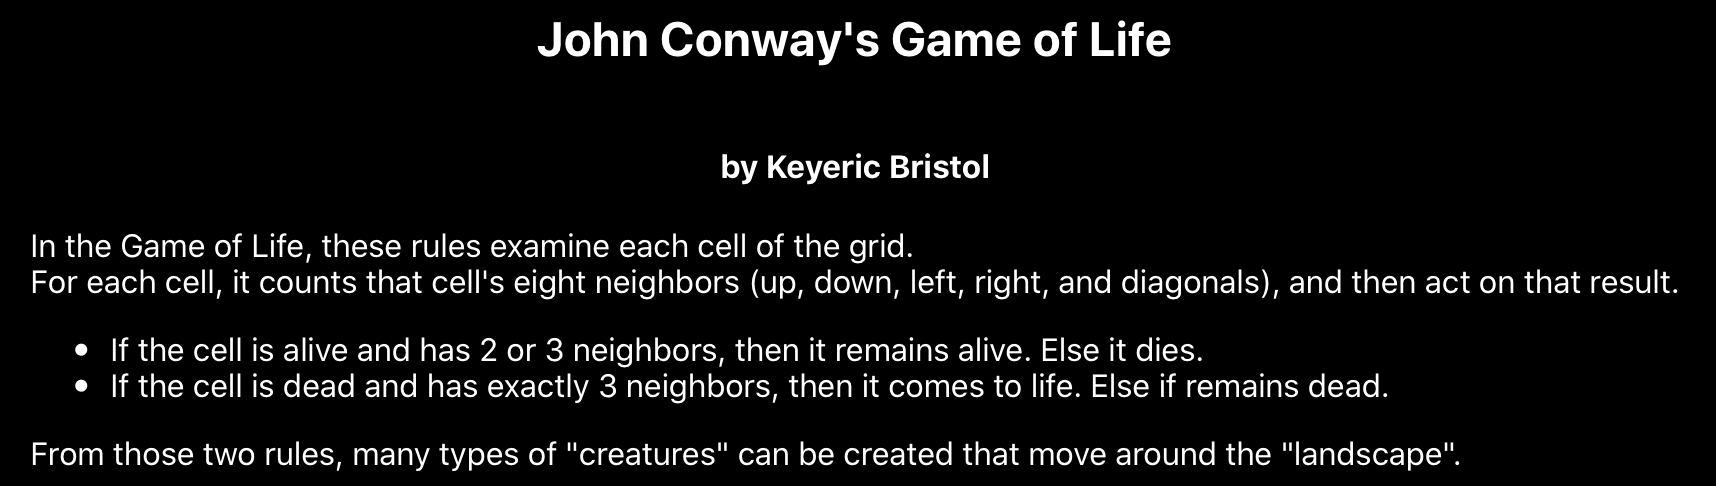 John Conway's Game of Life
by Keyeric Bristol
In the Game of Life, these rules examine each cell of the grid.
For each cell, it counts that cell's eight neighbors (up, down, left, right, and diagonals), and then act on that result.
• If the cell is alive and has 2 or 3 neighbors, then it remains alive. Else it dies.
• If the cell is dead and has exactly 3 neighbors, then it comes to life. Else if remains dead.
From those two rules, many types of "creatures" can be created that move around the "landscape".